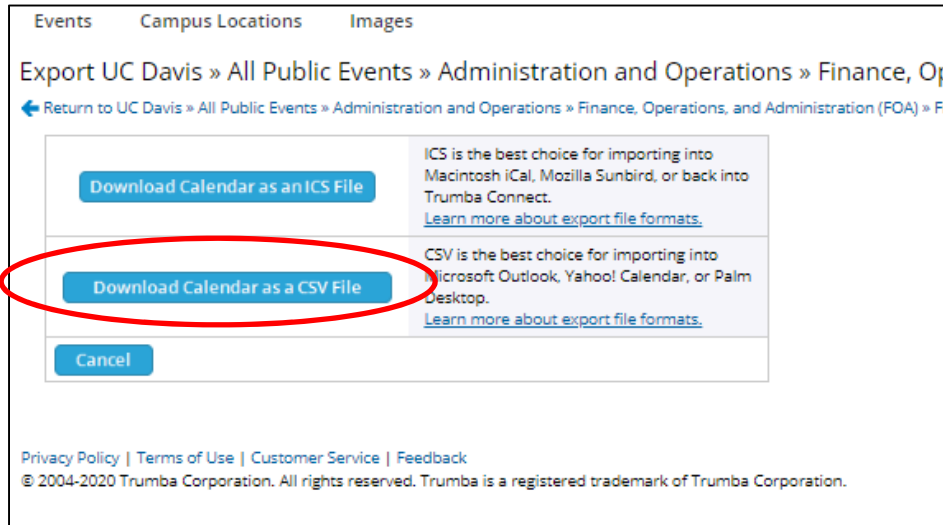 Events Campus Locations Images
Export UC Davis » All Public Events » Administration and Operations » Finance,
Return to UC Davis » All Public Events » Administration and Operations » Finance, Operations, and Administration (FOA) »
Download Calendar as an ICS File
ICS is the best choice for importing into
Macintosh iCal, Mozilla Sunbird, or back into
Trumba Connect.
Learn more about export file formats.
Download Calendar as a CSV File
CSV is the best choice for importing into
Microsoft Outlook, Yahoo! Calendar, or Palm
Desktop.
Learn more about export file formats.
Cancel
Privacy Policy | Terms of Use | Customer Service | Feedback
© 2004-2020 Trumba Corporation. All rights reserved. Trumba is a registered trademark of Trumba Corporation.